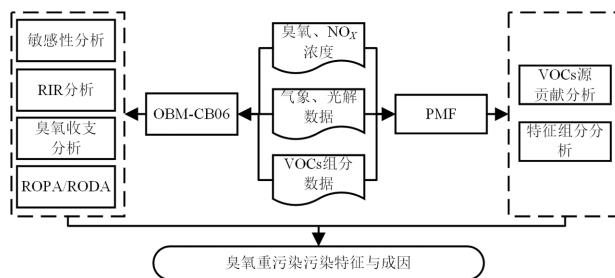 敏感性分析
RIR分析
臭氧收支
分析
ROPA/RODA
OBM-CB06
臭氧、NOX
浓度
气象、光解
数据
VOCs组分
数据
PMF
VOCs源
贡献分析
特征组分分
析
臭氧重污染污染特征与成因